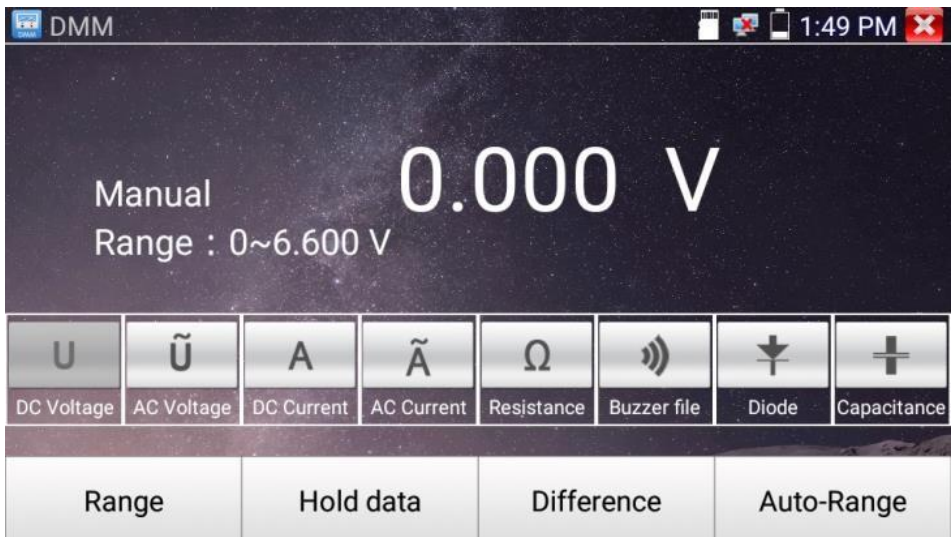 DMM 1:49 PM
0.000 V
Manual
Range : 0~6.600 V
U Ũ A Ã Ω
DC Voltage AC Voltage DC Current AC Current Resistance Buzzer file Diode Capacitance
Range Hold data Difference Auto-Range